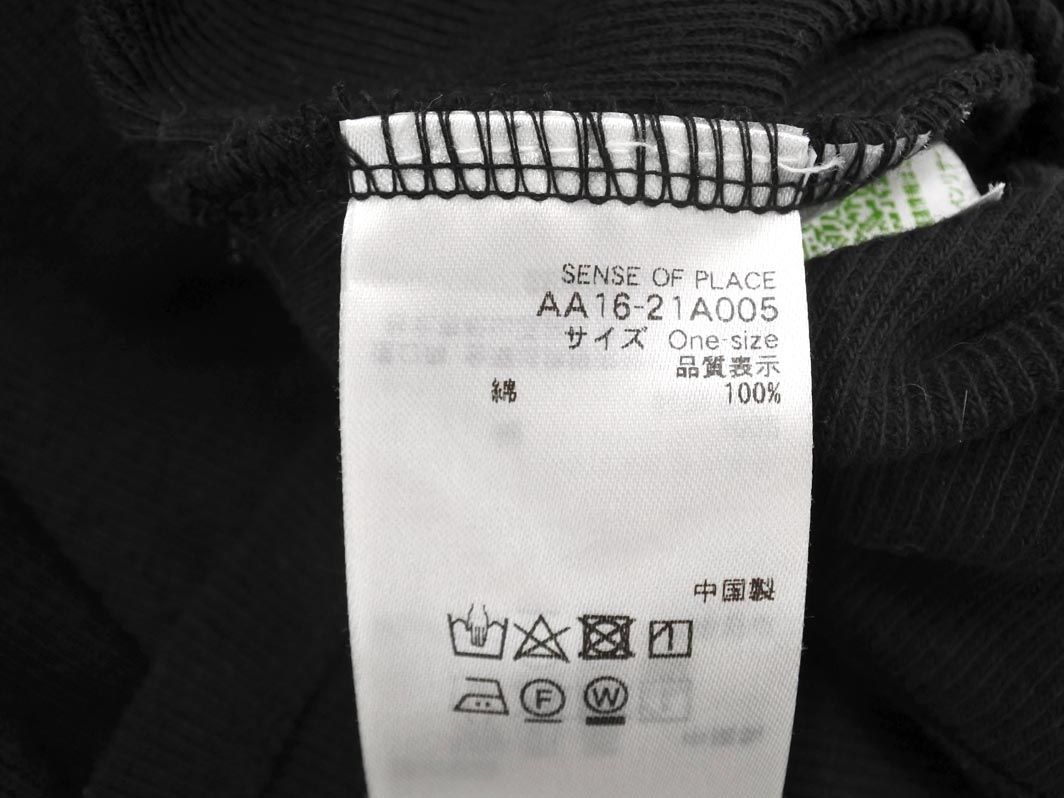 SENSE OF PLACE
AA16-21A005
サイズ One-size
品質表示
綿 100%
中国製
F W